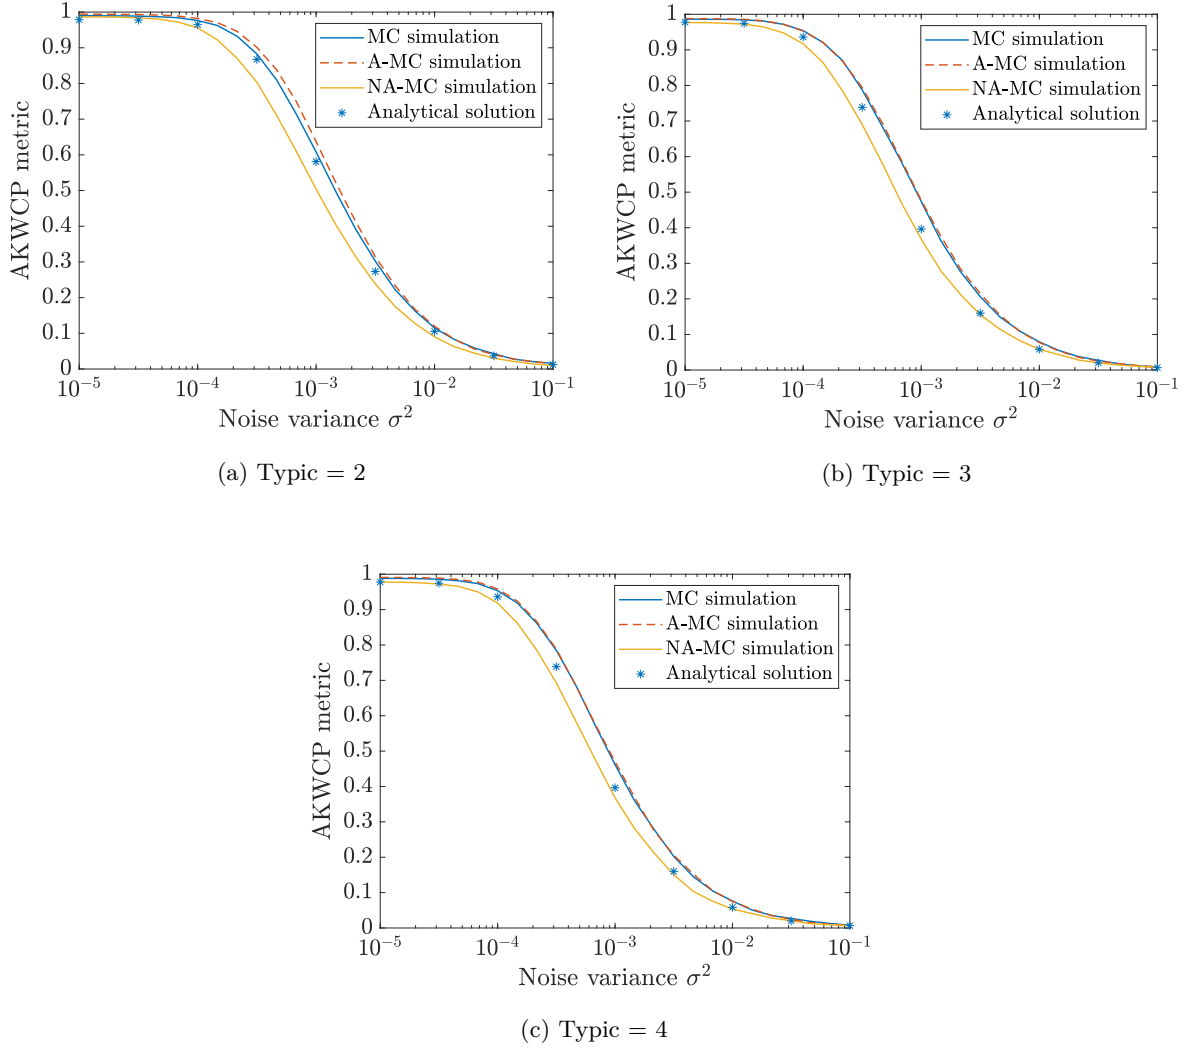 AKWCP metric
1
0.9
0.8
0.7
0.6
0.5
0.4
0.3
0.2
0.1
0
MC simulation
A-MC simulation
NA-MC simulation
Analytical solution
10⁻⁵ 10⁻⁴ 10⁻³ 10⁻² 10⁻¹
Noise variance σ²
(a) Typic = 2
AKWCP metric
1
0.9
0.8
0.7
0.6
0.5
0.4
0.3
0.2
0.1
0
MC simulation
A-MC simulation
NA-MC simulation
Analytical solution
10⁻⁵ 10⁻⁴ 10⁻³ 10⁻² 10⁻¹
Noise variance σ²
(b) Typic = 3
AKWCP metric
1
0.9
0.8
0.7
0.6
0.5
0.4
0.3
0.2
0.1
0
MC simulation
A-MC simulation
NA-MC simulation
Analytical solution
10⁻⁵ 10⁻⁴ 10⁻³ 10⁻² 10⁻¹
Noise variance σ²
(c) Typic = 4